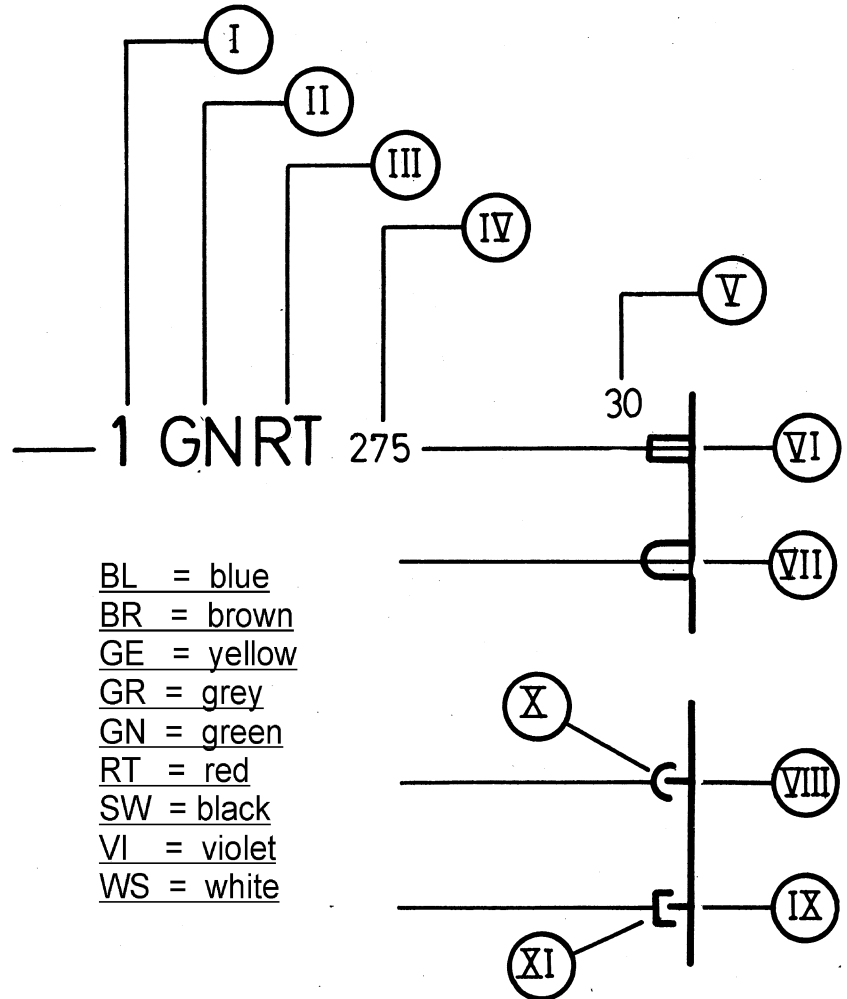 I
II
III
IV
V
30
1 GNRT 275
VI
VII
BL = blue
BR = brown
GE = yellow
GR = grey
GN = green
RT = red
SW = black
VI = violet
WS = white
X
VIII
IX
XI